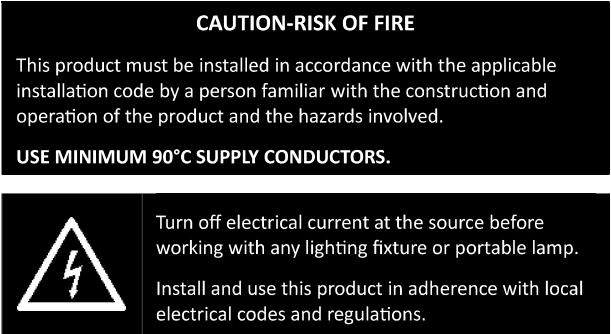 CAUTION-RISK OF FIRE
This product must be installed in accordance with the applicable
installation code by a person familiar with the construction and
operation of the product and the hazards involved.
USE MINIMUM 90°C SUPPLY CONDUCTORS.
Turn off electrical current at the source before
working with any lighting fixture or portable lamp.
Install and use this product in adherence with local
electrical codes and regulations.